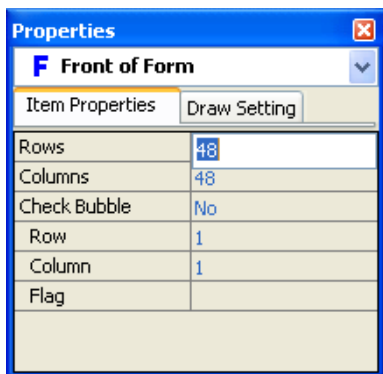 Properties
F Front of Form
Item Properties Draw Setting
Rows 48
Columns 48
Check Bubble No
Row 1
Column 1
Flag